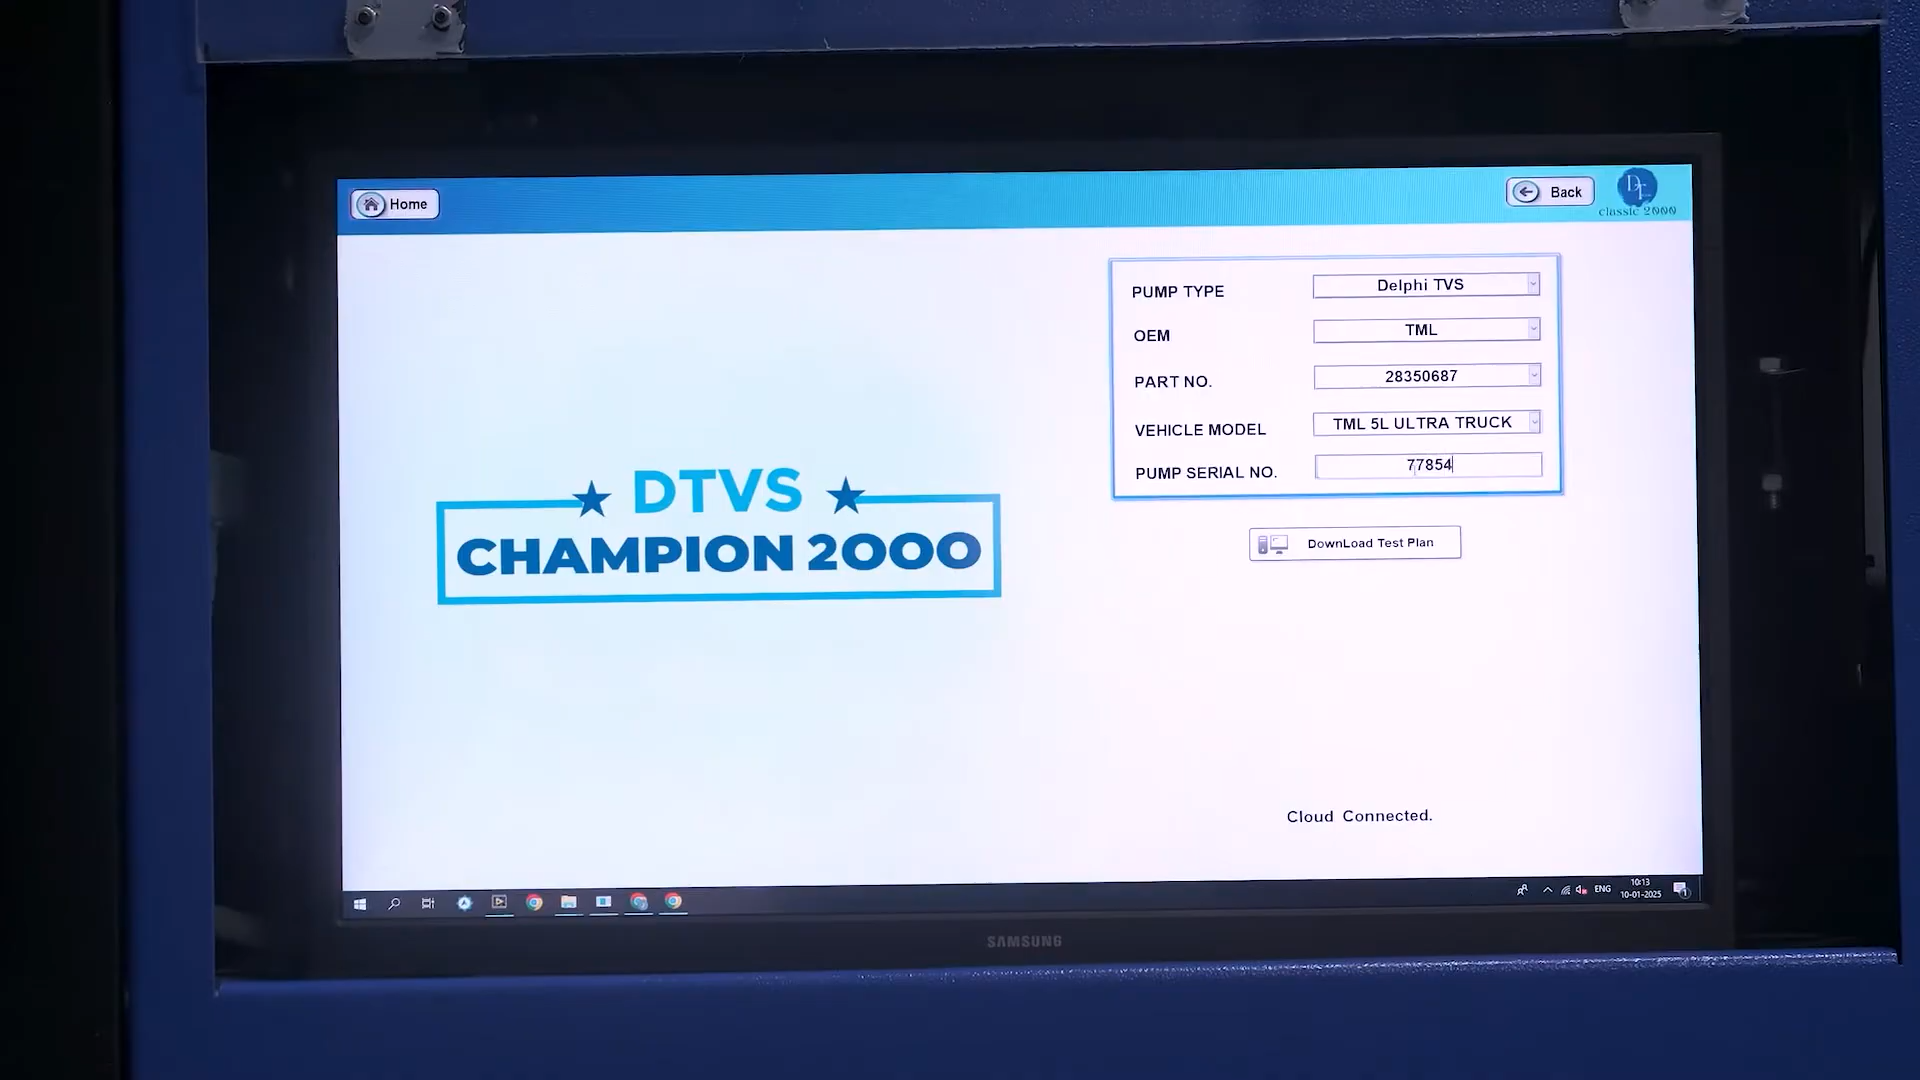 Home
Back
classic 2000
PUMP TYPE Delphi TVS
OEM TML
PART NO. 28350687
VEHICLE MODEL TML 5L ULTRA TRUCK
PUMP SERIAL NO. 77854
DownLoad Test Plan
DTVS
CHAMPION 2000
Cloud Connected.
ENG
10:13
10-01-2025
SAMSUNG